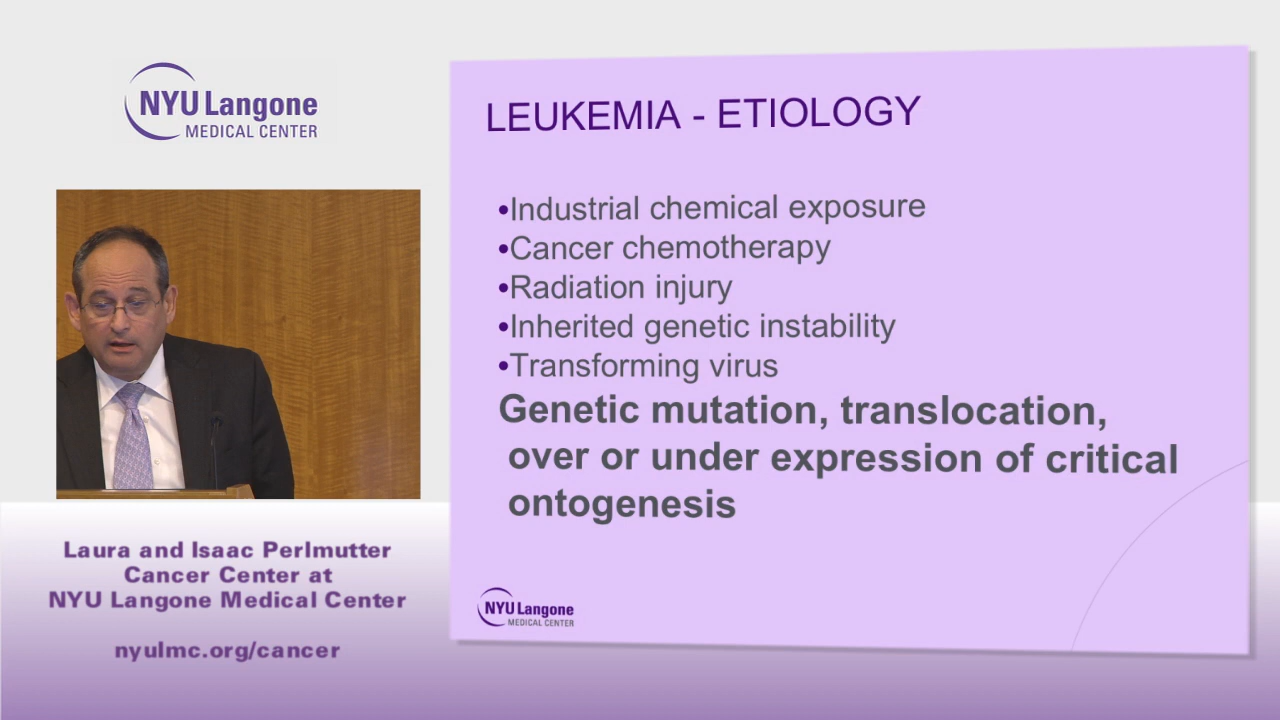 NYU Langone
MEDICAL CENTER
LEUKEMIA - ETIOLOGY
•Industrial chemical exposure
•Cancer chemotherapy
•Radiation injury
•Inherited genetic instability
•Transforming virus
Genetic mutation, translocation,
over or under expression of critical
ontogenesis
NYU Langone
MEDICAL CENTER
Laura and Isaac Perlmutter
Cancer Center at
NYU Langone Medical Center
nyulmc.org/cancer